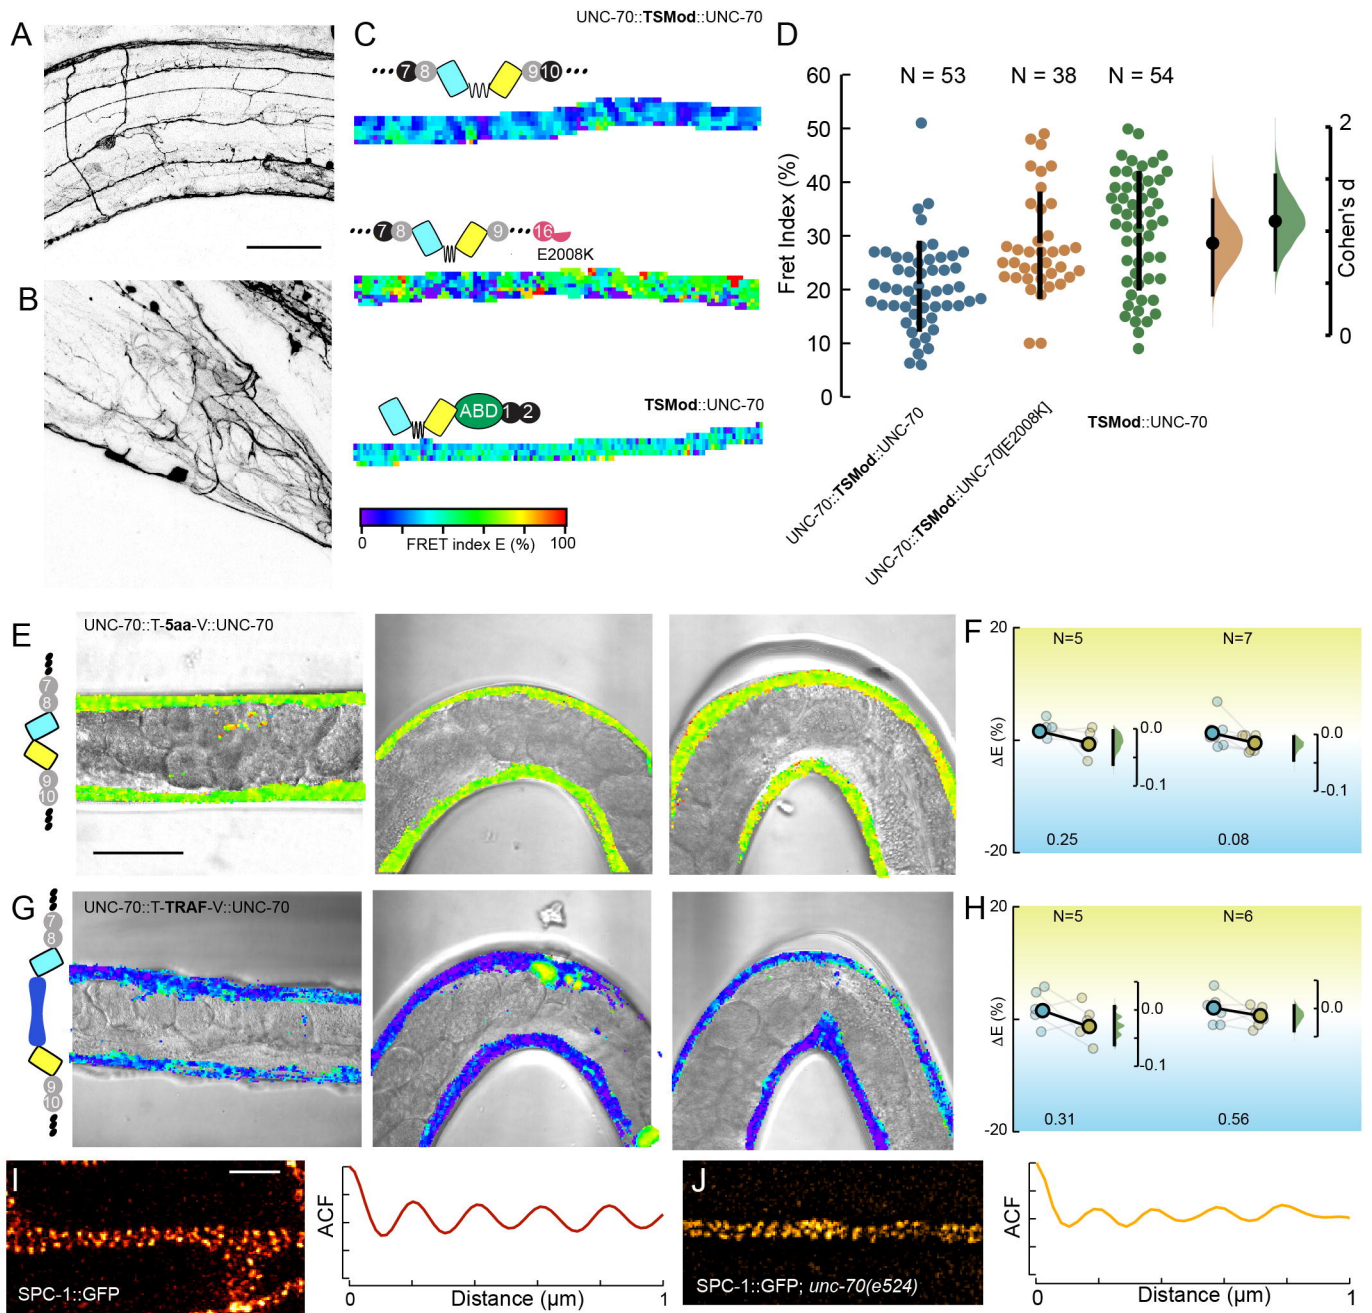 A
B
C
UNC-70::TSMod::UNC-70
7 8 9 10
7 8 9 16
E2008K
ABD 1 2
TSMod::UNC-70
0 100
FRET index E (%)
D
N = 53 N = 38 N = 54
60
50
40
30
20
10
0
Fret Index (%)
2
0
Cohen's d
UNC-70::TSMod::UNC-70
UNC-70::TSMod::UNC-70[E2008K]
TSMod::UNC-70
E
UNC-70::T-5aa-V::UNC-70
7
8
9
10
F
20
N=5 N=7
ΔE (%)
0.0
-0.1
0.0
-0.1
0.25 0.08
-20
G
UNC-70::T-TRAF-V::UNC-70
7
8
9
10
H
20
N=5 N=6
ΔE (%)
0.0
-0.1
0.0
0.31 0.56
-20
I
SPC-1::GFP
ACF
0 1
Distance (µm)
J
SPC-1::GFP; unc-70(e524)
ACF
0 1
Distance (µm)